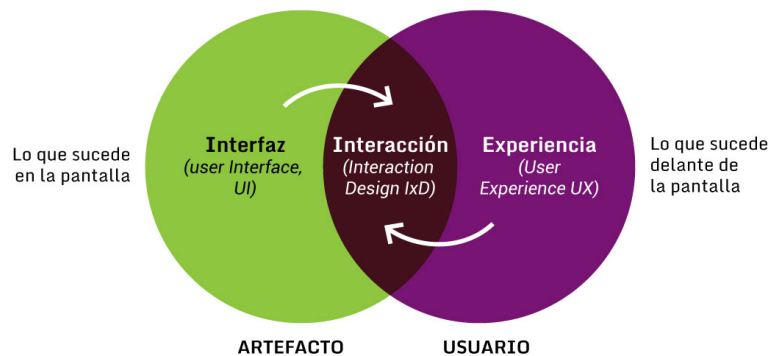 Lo que sucede
en la pantalla
Interfaz
(user Interface,
UI)
Interacción
(Interaction
Design IxD)
Experiencia
(User
Experience UX)
Lo que sucede
delante de
la pantalla
ARTEFACTO
USUARIO